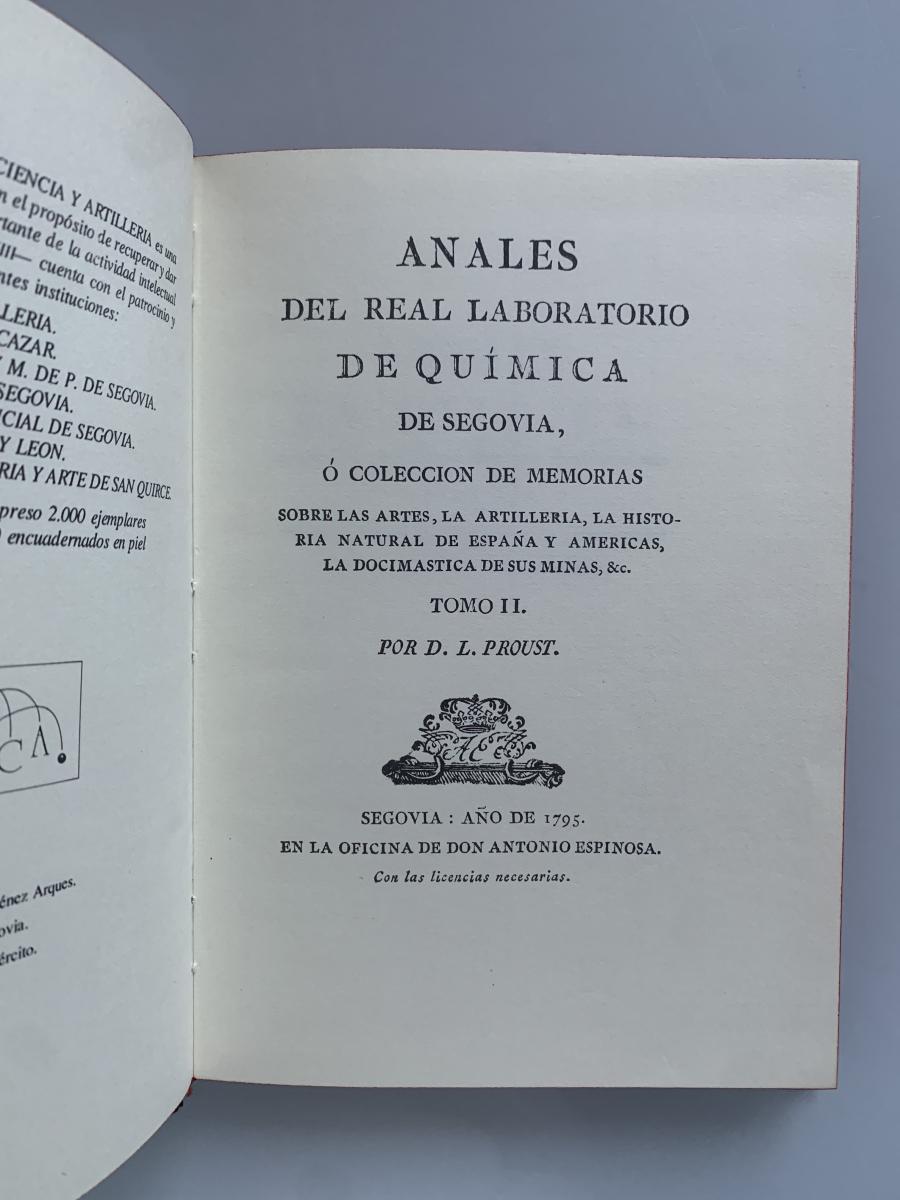 CIENCIA Y ARTILLERIA es una
n el propósito de recuperar y dar
rtante de la actividad intelectual
III— cuenta con el patrocinio y
ntes instituciones:
LLERIA.
CAZAR.
Y M. DE P. DE SEGOVIA.
SEGOVIA.
CIAL DE SEGOVIA.
Y LEON.
RIA Y ARTE DE SAN QUIRCE.
preso 2.000 ejemplares
encuadernados en piel
C A.
énez Arques.
ovia.
ército.
ANALES
DEL REAL LABORATORIO
DE QUÍMICA
DE SEGOVIA,
Ó COLECCION DE MEMORIAS
SOBRE LAS ARTES, LA ARTILLERIA, LA HISTO-
RIA NATURAL DE ESPAÑA Y AMERICAS,
LA DOCIMASTICA DE SUS MINAS, &c.
TOMO II.
POR D. L. PROUST.
SEGOVIA : AÑO DE 1795.
EN LA OFICINA DE DON ANTONIO ESPINOSA.
Con las licencias necesarias.